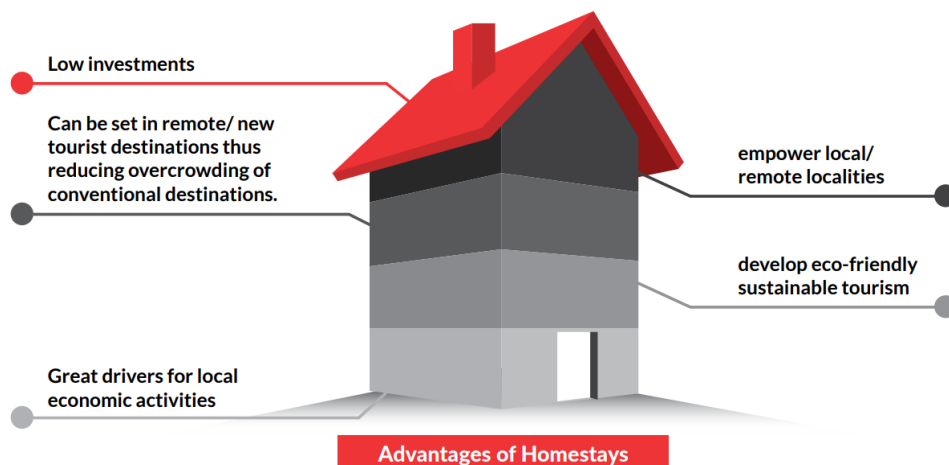 Low investments
Can be set in remote/ new
tourist destinations thus
reducing overcrowding of
conventional destinations.
empower local/
remote localities
develop eco-friendly
sustainable tourism
Great drivers for local
economic activities
Advantages of Homestays